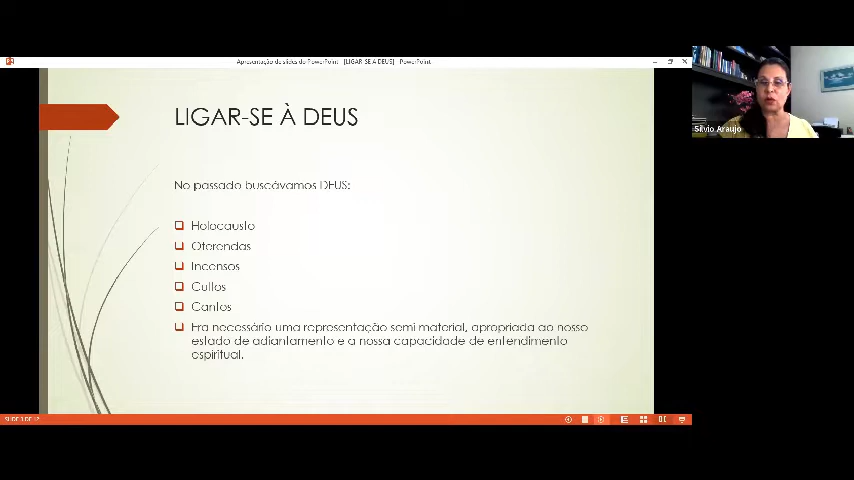 Apresentação de slides do PowerPoint - [LIGAR-SE A DEUS] - PowerPoint
LIGAR-SE À DEUS
Silvio Araujo
No passado buscávamos DEUS:
Holocausto
Oferendas
Incensos
Cultos
Cantos
Era necessário uma representação semi material, apropriada ao nosso
estado de adiantamento e a nossa capacidade de entendimento
espiritual.